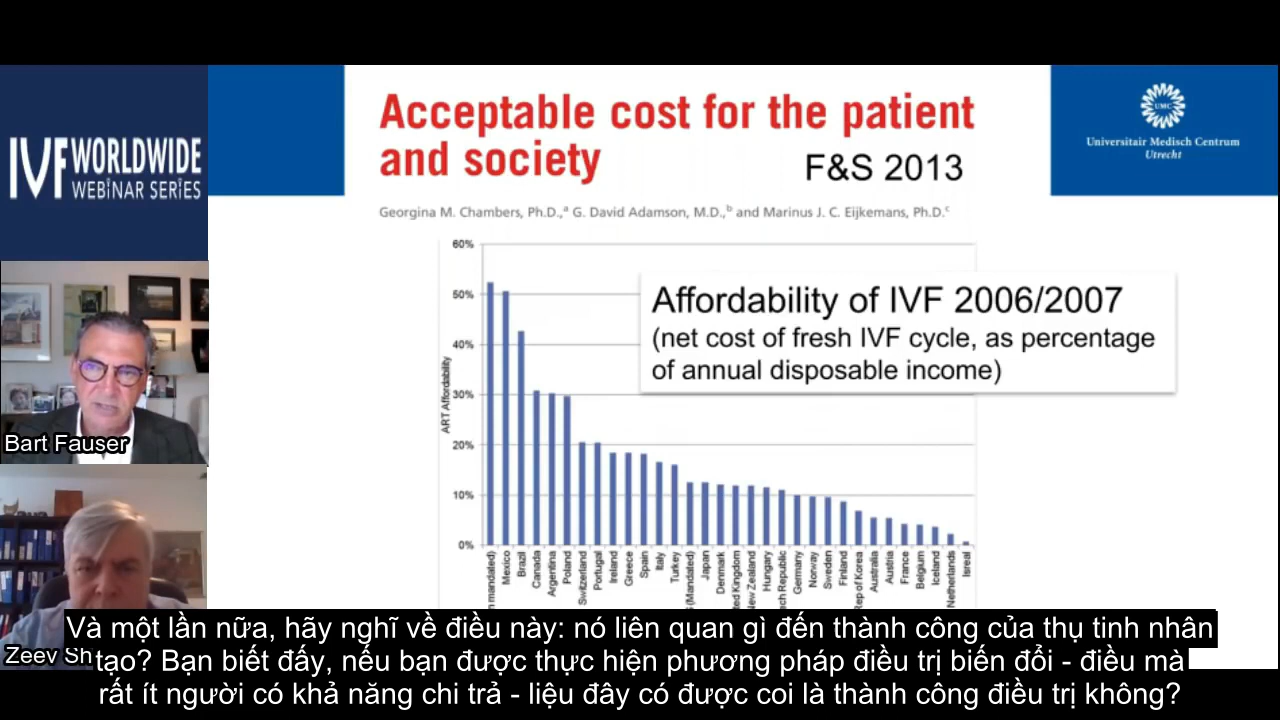 IVF WORLDWIDE
WEBINAR SERIES
Bart Fauser
Zeev Sh
Acceptable cost for the patient
and society
F&S 2013
UMC
Universitair Medisch Centrum
Utrecht
Georgina M. Chambers, Ph.D.,ᵃ G. David Adamson, M.D.,ᵇ and Marinus J. C. Eijkemans, Ph.D.ᶜ
Affordability of IVF 2006/2007
(net cost of fresh IVF cycle, as percentage
of annual disposable income)
ART Affordability
60%
50%
40%
30%
20%
10%
0%
n mandated)
Mexico
Brazil
Canada
Argentina
Poland
Switzerland
Portugal
Ireland
Greece
Spain
Italy
Turkey
(Mandated)
Japan
Denmark
ted Kingdom
New Zealand
Hungary
ech Republic
Germany
Norway
Sweden
Finland
Rep of Korea
Australia
Austria
France
Belgium
Iceland
Netherlands
Isreal
Và một lần nữa, hãy nghĩ về điều này: nó liên quan gì đến thành công của thụ tinh nhân
tạo? Bạn biết đấy, nếu bạn được thực hiện phương pháp điều trị biến đổi - điều mà
rất ít người có khả năng chi trả - liệu đây có được coi là thành công điều trị không?